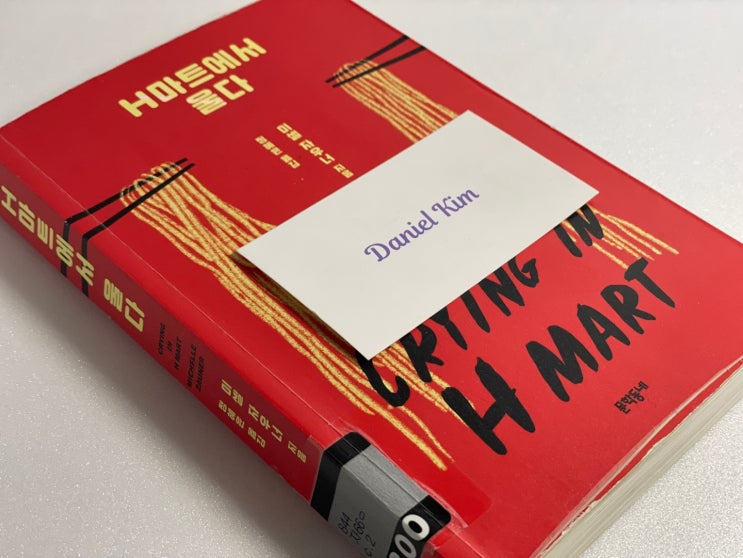 H마트에서
울다
미셸 자우너 지음
정혜윤 옮김
Daniel Kim
CRYING IN
H MART
문학동네
H마트에서 울다
CRYING
IN
H MART
MICHELLE
ZAUNER
미셸 자우너 지음
정혜윤 옮김
844
c.2